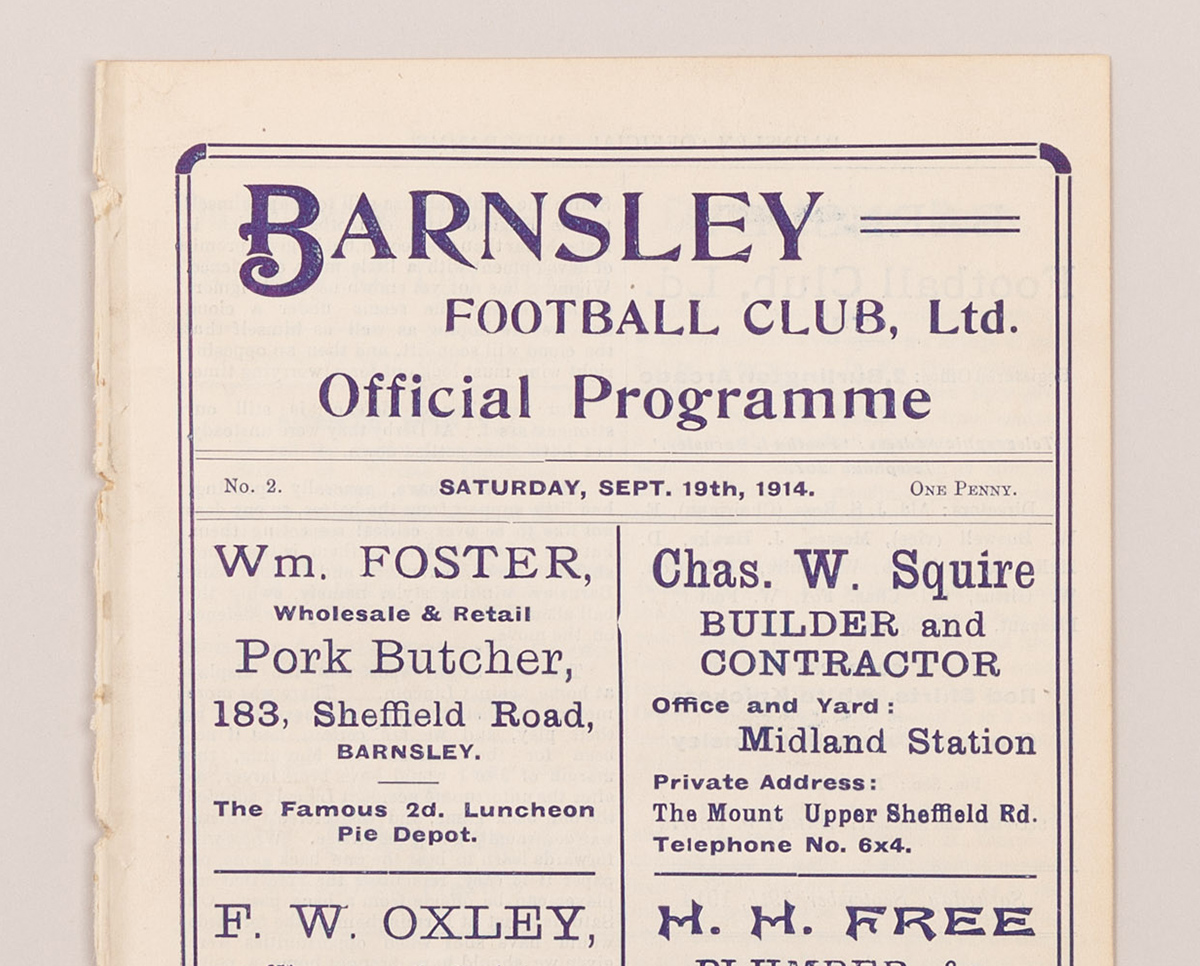 BARNSLEY
FOOTBALL CLUB, Ltd.
Official Programme
No. 2. SATURDAY, SEPT. 19th, 1914. ONE PENNY.
Wm. FOSTER,
Wholesale & Retail
Pork Butcher,
183, Sheffield Road,
BARNSLEY.
The Famous 2d. Luncheon
Pie Depot.
F. W. OXLEY,
Chas. W. Squire
BUILDER and
CONTRACTOR
Office and Yard:
Midland Station
Private Address:
The Mount Upper Sheffield Rd.
Telephone No. 6x4.
H. H. FREE